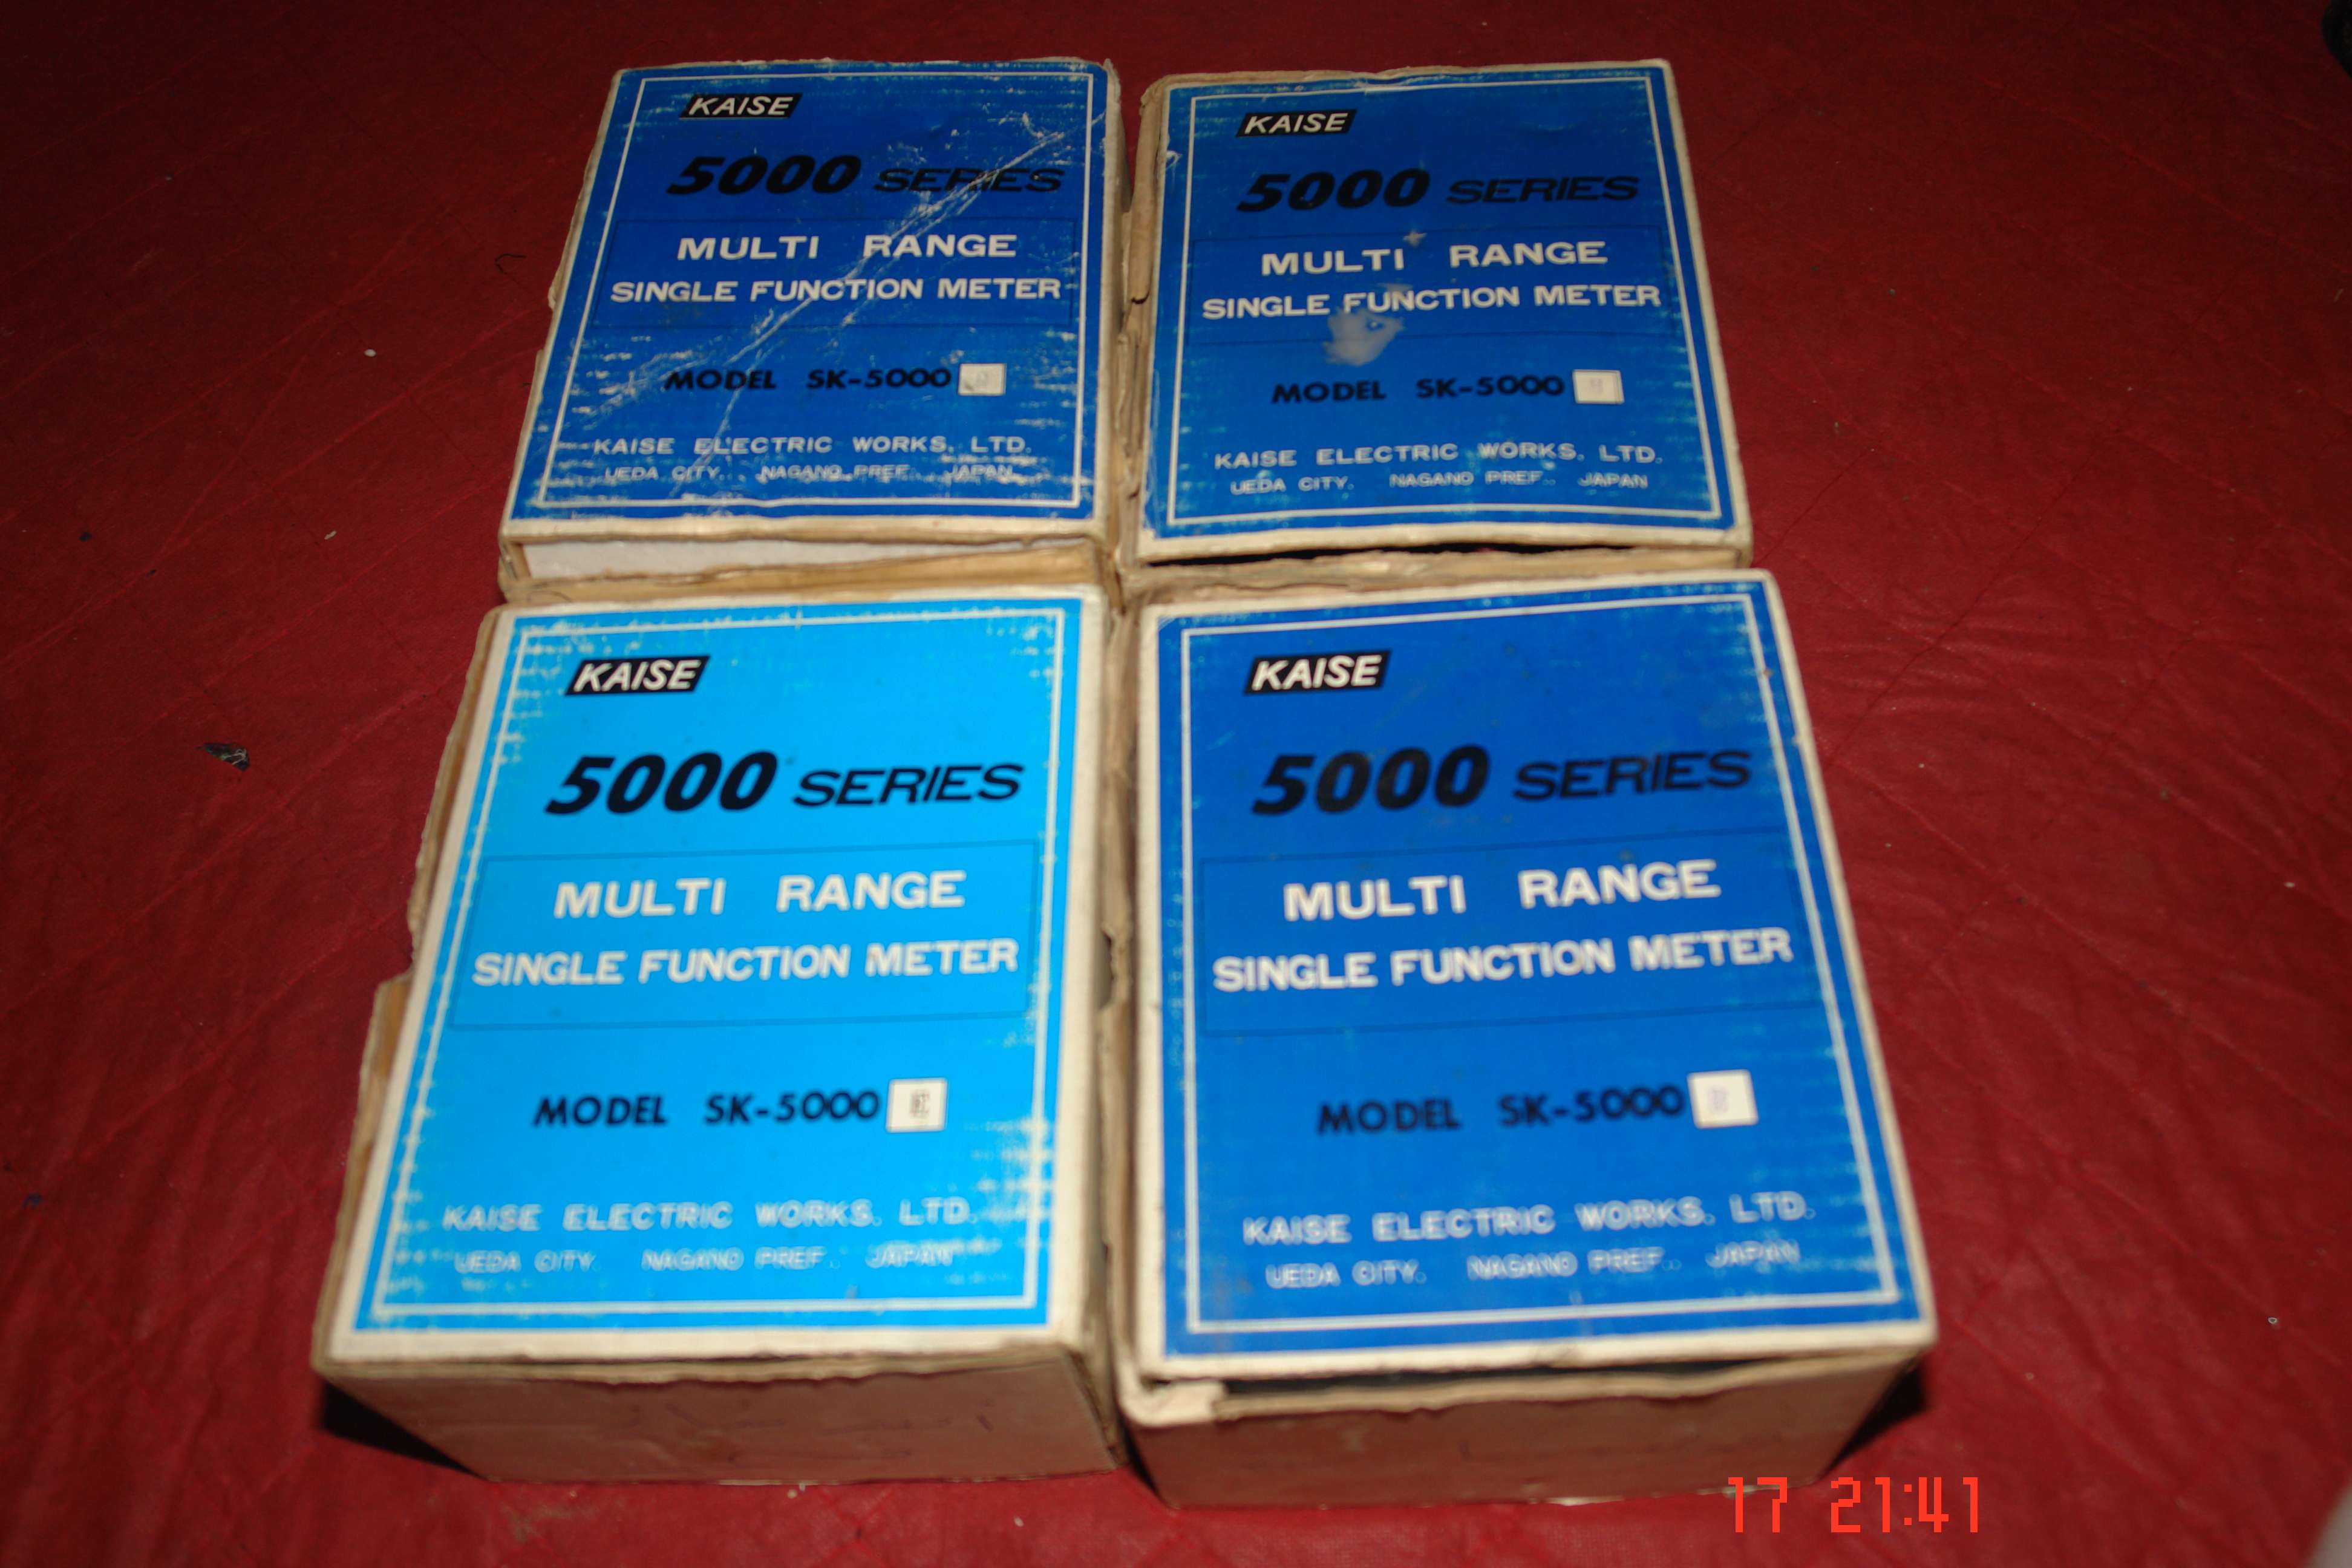 KAISE
5000 SERIES
MULTI RANGE
SINGLE FUNCTION METER
MODEL SK-5000
KAISE ELECTRIC WORKS, LTD.
UEDA CITY, NAGANO PREF., JAPAN
KAISE
5000 SERIES
MULTI RANGE
SINGLE FUNCTION METER
MODEL SK-5000
KAISE ELECTRIC WORKS, LTD.
UEDA CITY, NAGANO PREF., JAPAN
KAISE
5000 SERIES
MULTI RANGE
SINGLE FUNCTION METER
MODEL SK-5000
KAISE ELECTRIC WORKS, LTD.
UEDA CITY, NAGANO PREF., JAPAN
KAISE
5000 SERIES
MULTI RANGE
SINGLE FUNCTION METER
MODEL SK-5000
KAISE ELECTRIC WORKS, LTD.
UEDA CITY, NAGANO PREF., JAPAN
17 21:41